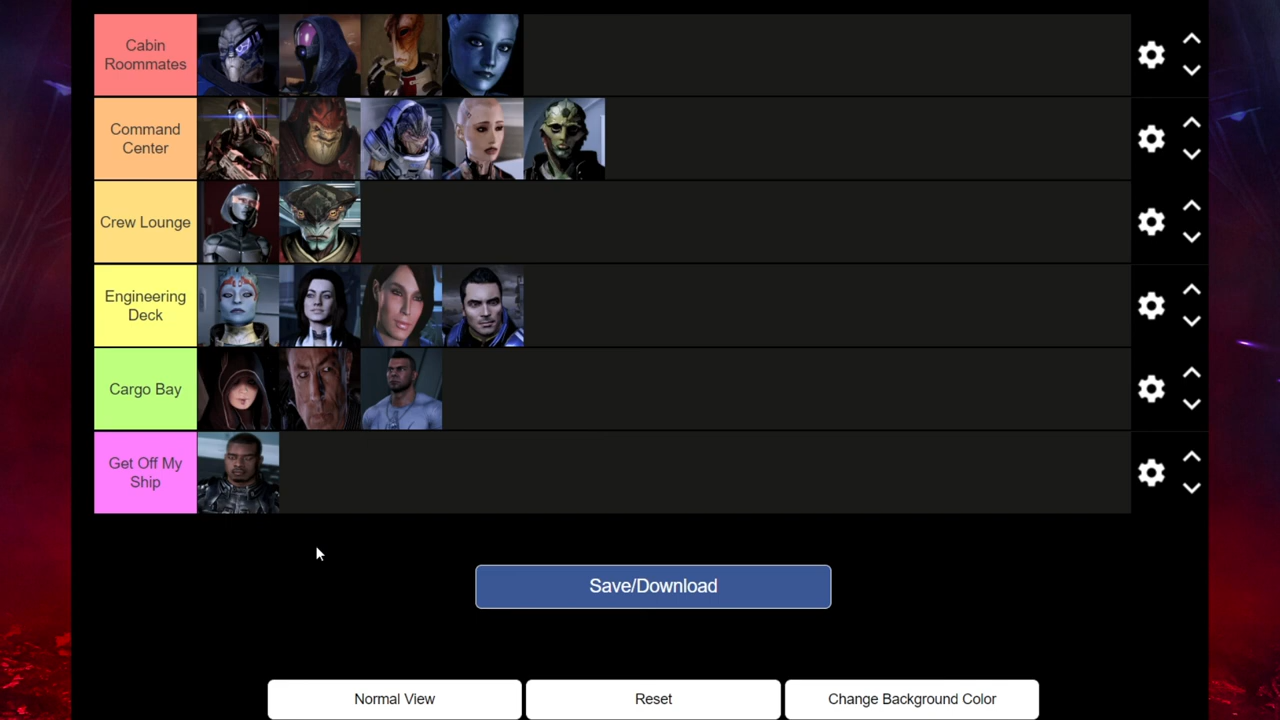 Cabin
Roommates
Command
Center
Crew Lounge
Engineering
Deck
Cargo Bay
Get Off My
Ship
Save/Download
Normal View
Reset
Change Background Color